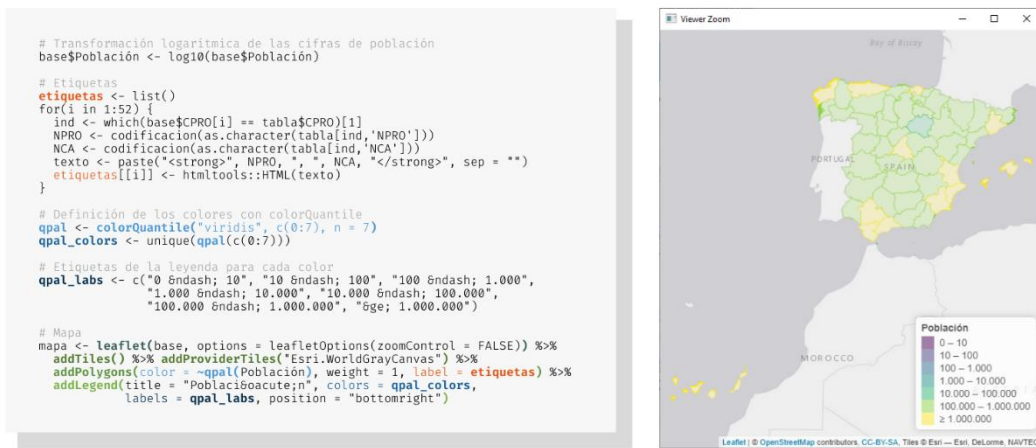 # Transformación logarítmica de las cifras de población
base$Población <- log10(base$Población)
# Etiquetas
etiquetas <- list()
for(i in 1:52) {
ind <- which(base$CPRO[i] == tabla$CPRO)[1]
NPRO <- codificacion(as.character(tabla[ind,'NPRO']))
NCA <- codificacion(as.character(tabla[ind,'NCA']))
texto <- paste("<strong>", NPRO, ", ", NCA, "</strong>", sep = "")
etiquetas[[i]] <- htmltools::HTML(texto)
}
# Definición de los colores con colorQuantile
qpal <- colorQuantile("viridis", c(0:7), n = 7)
qpal_colors <- unique(qpal(c(0:7)))
# Etiquetas de la leyenda para cada color
qpal_labs <- c("0 &ndash; 10", "10 &ndash; 100", "100 &ndash; 1.000",
"1.000 &ndash; 10.000", "10.000 &ndash; 100.000",
"100.000 &ndash; 1.000.000", "&ge; 1.000.000")
# Mapa
mapa <- leaflet(base, options = leafletOptions(zoomControl = FALSE)) %>%
addTiles() %>% addProviderTiles("Esri.WorldGrayCanvas") %>%
addPolygons(color = ~qpal(Población), weight = 1, label = etiquetas) %>%
addLegend(title = "Poblaci&oacute;n", colors = qpal_colors,
labels = qpal_labs, position = "bottomright")
Viewer Zoom
Bay of Biscay
PORTUGAL
SPAIN
MOROCCO
Población
0 – 10
10 – 100
100 – 1.000
1.000 – 10.000
10.000 – 100.000
100.000 – 1.000.000
≥ 1.000.000
Leaflet | © OpenStreetMap contributors, CC-BY-SA, Tiles © Esri — Esri, DeLorme, NAVTEQ